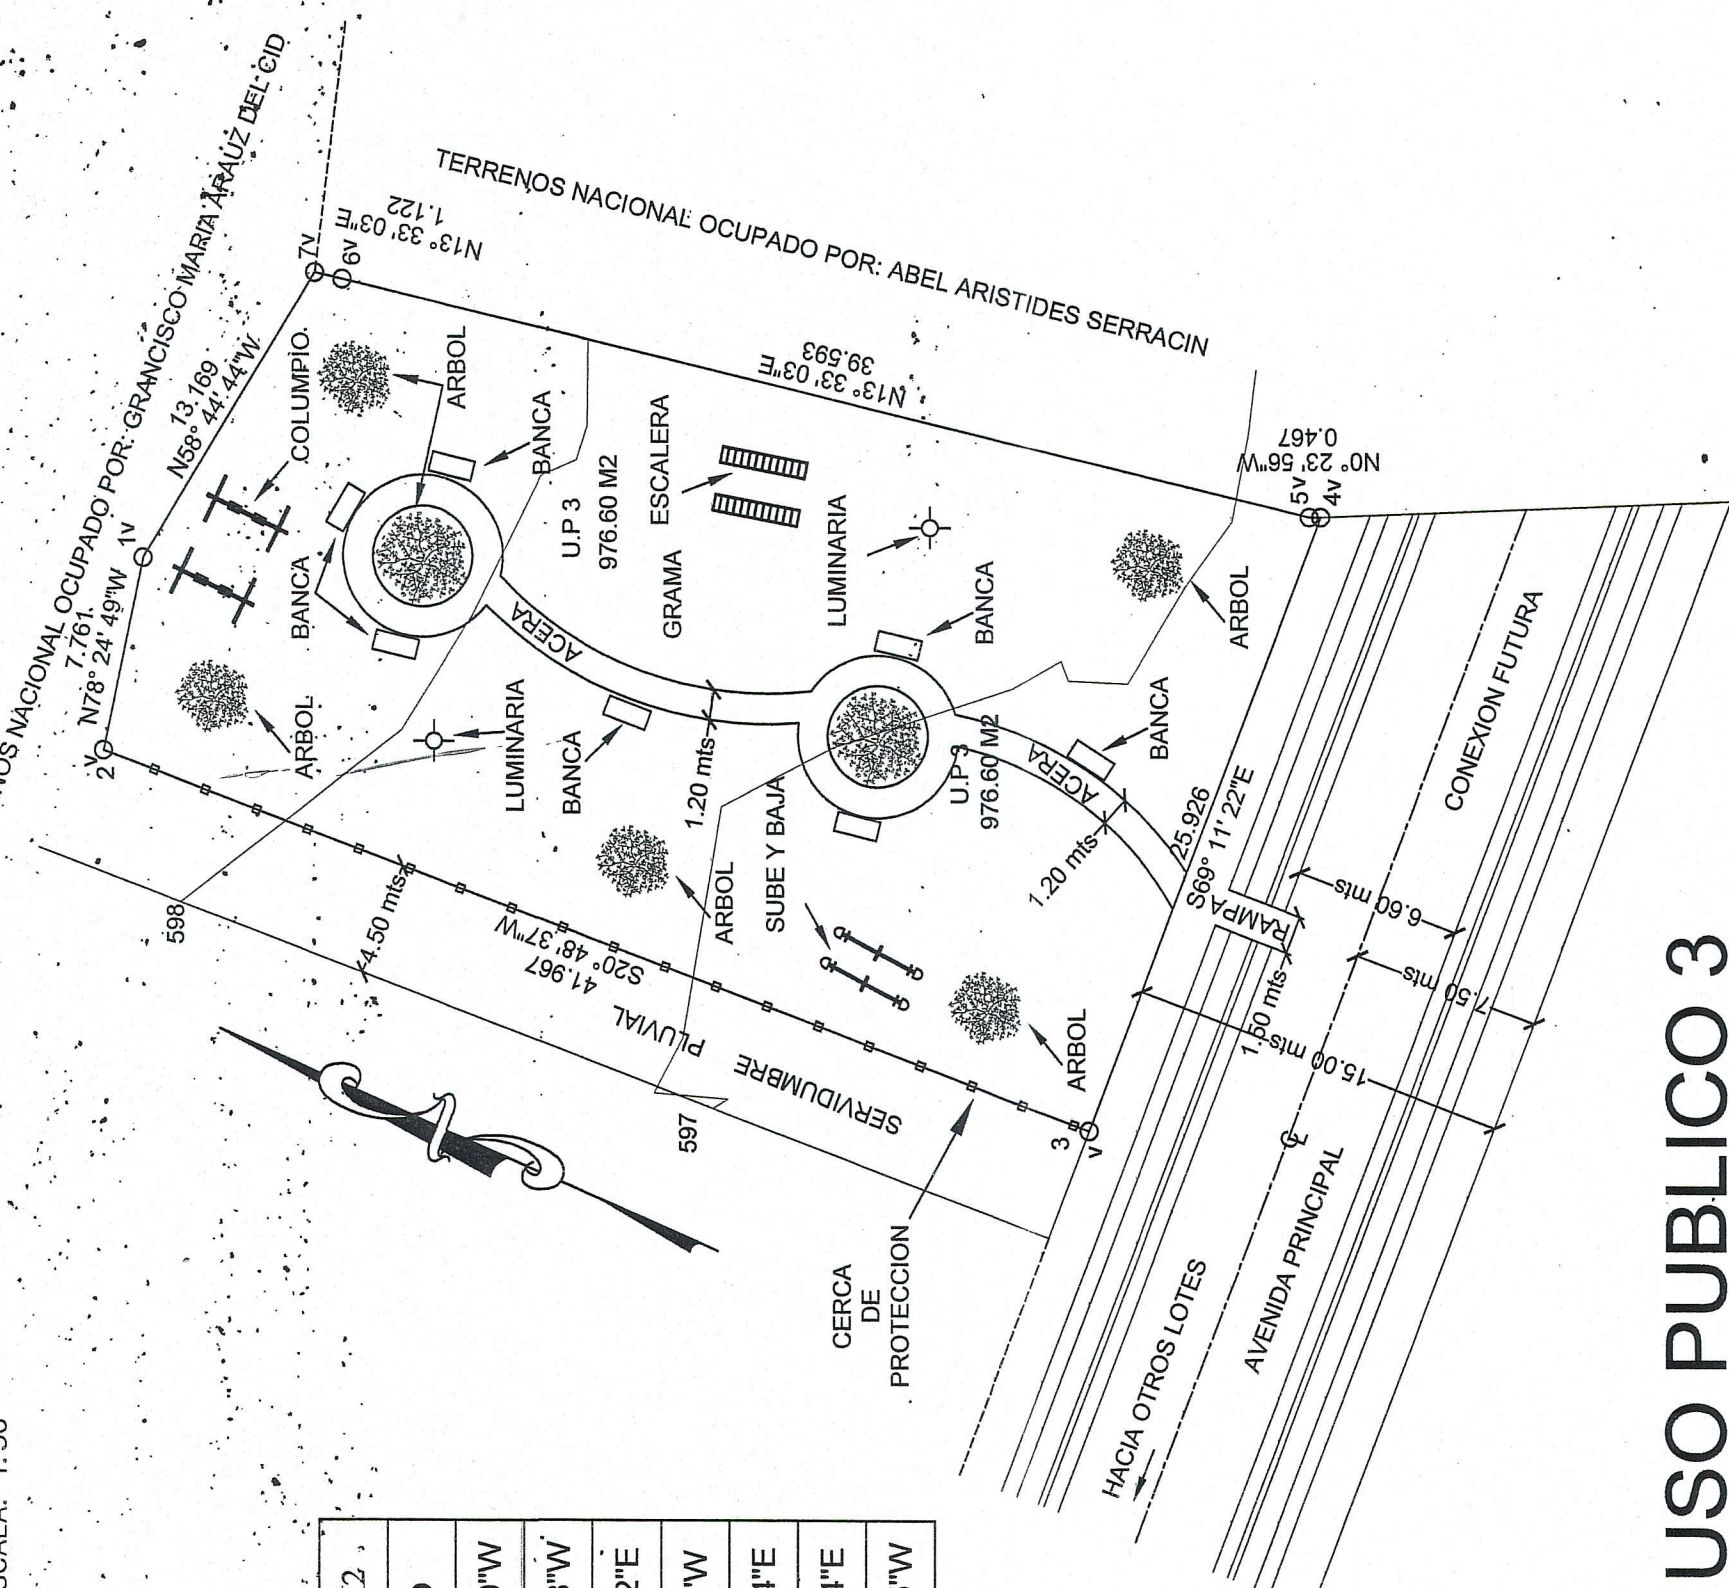 TERRENOS NACIONAL OCUPADO POR: ABEL ARISTIDES SERRACIN
NACIONAL OCUPADO POR: GRANCISCO MARIA ARAUZ DEL CID
7v
6v
N13° 33' 03"E
1.122
13.169
N58° 44' 44"W
1v
7.761
N78° 24' 49"W
2
v
COLUMPIO
ARBOL
BANCA
BANCA
ARBOL
ACERA
U.P 3
976.60 M2
ESCALERA
GRAMA
N13° 33' 03"E
39.593
LUMINARIA
LUMINARIA
BANCA
1.20 mts
BANCA
ARBOL
5v
4v
N0° 23' 56"W
0.467
598
4.50 mts
S20° 48' 37"W
41.967
ARBOL
SUBE Y BAJA
U.P 3
976.60 M2
ACERA
BANCA
1.20 mts
25.926
S69° 11' 22"E
RAMPAS
1.50 mts
CONEXION FUTURA
6.60 mts
7.50 mts
15.00 mts
ARBOL
SERVIDUMBRE
PLUVIAL
597
3
v
CERCA
DE
PROTECCION
HACIA OTROS LOTES
AVENIDA PRINCIPAL
USO PUBLICO 3